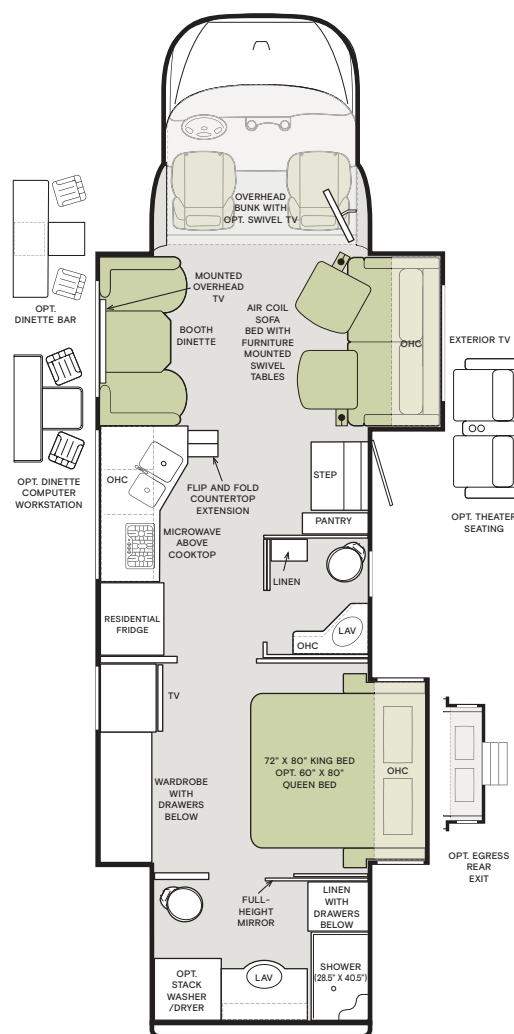 OVERHEAD
BUNK WITH
OPT. SWIVEL TV
OPT.
DINETTE BAR
MOUNTED
OVERHEAD
TV
BOOTH
DINETTE
AIR COIL
SOFA
BED WITH
FURNITURE
MOUNTED
SWIVEL
TABLES
OHC
EXTERIOR TV
OPT. DINETTE
COMPUTER
WORKSTATION
OPT. THEATER
SEATING
OHC
FLIP AND FOLD
COUNTERTOP
EXTENSION
STEP
PANTRY
MICROWAVE
ABOVE
COOKTOP
LINEN
RESIDENTIAL
FRIDGE
LAV
OHC
TV
72" X 80" KING BED
OPT. 60" X 80"
QUEEN BED
OHC
WARDROBE
WITH
DRAWERS
BELOW
OPT. EGRESS
REAR
EXIT
FULL-
HEIGHT
MIRROR
LINEN
WITH
DRAWERS
BELOW
OPT.
STACK
WASHER
/DRYER
LAV
SHOWER
(28.5" X 40.5")